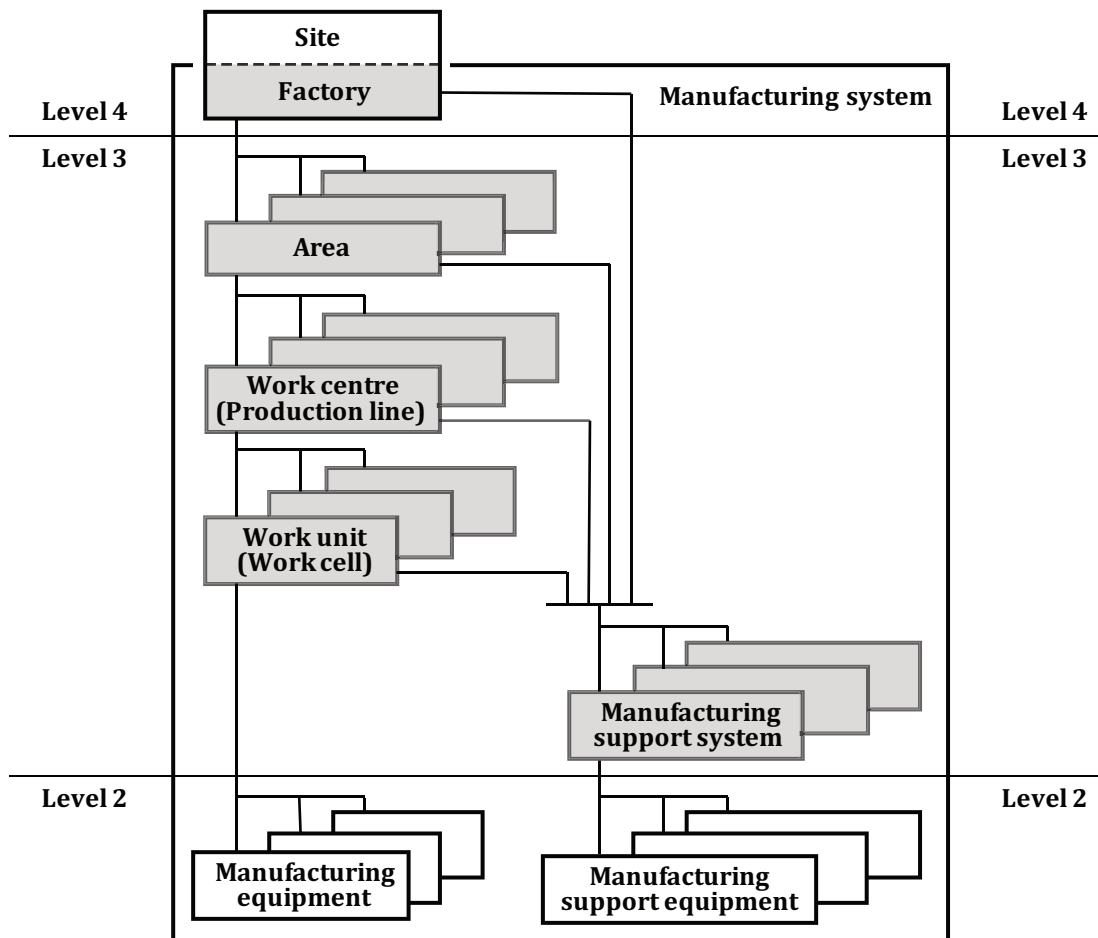 Site
Factory
Manufacturing system
Level 4
Level 4
Level 3
Level 3
Area
Work centre
(Production line)
Work unit
(Work cell)
Manufacturing
support system
Level 2
Level 2
Manufacturing
equipment
Manufacturing
support equipment